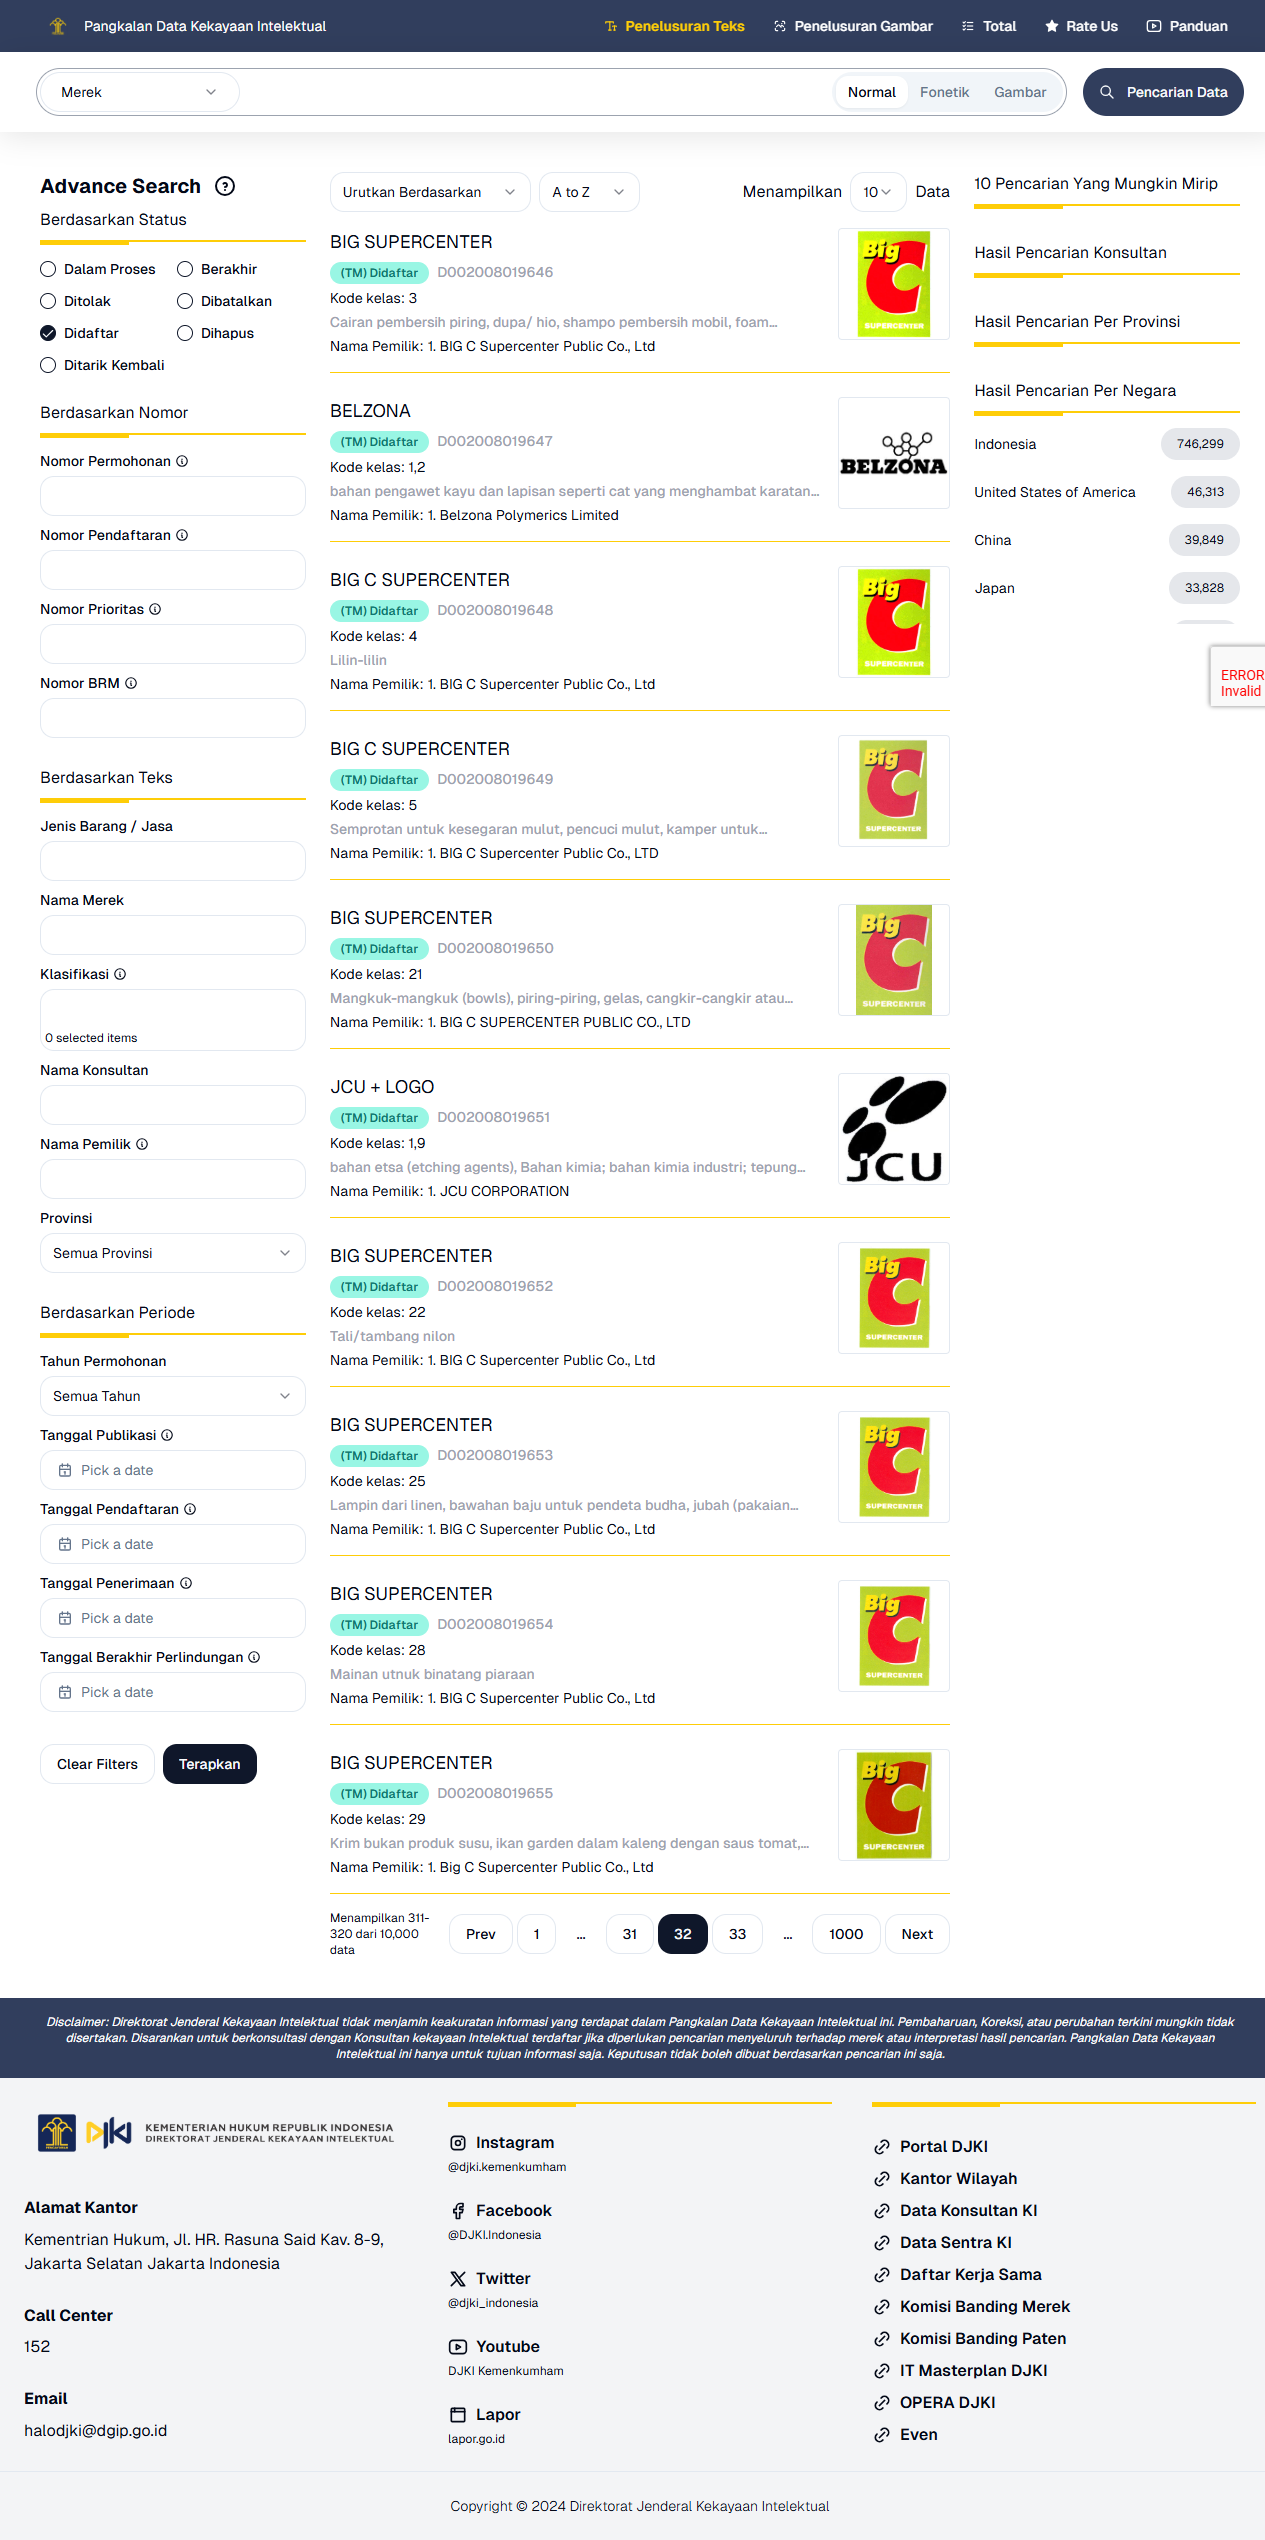 Pangkalan Data Kekayaan Intelektual
Penelusuran Teks
Penelusuran Gambar
Total
Rate Us
Panduan
Merek
Normal
Fonetik
Gambar
Pencarian Data
Advance Search
Berdasarkan Status
Dalam Proses
Berakhir
Ditolak
Dibatalkan
Didaftar
Dihapus
Ditarik Kembali
Berdasarkan Nomor
Nomor Permohonan
Nomor Pendaftaran
Nomor Prioritas
Nomor BRM
Berdasarkan Teks
Jenis Barang / Jasa
Nama Merek
Klasifikasi
0 selected items
Nama Konsultan
Nama Pemilik
Provinsi
Semua Provinsi
Berdasarkan Periode
Tahun Permohonan
Semua Tahun
Tanggal Publikasi
Pick a date
Tanggal Pendaftaran
Pick a date
Tanggal Penerimaan
Pick a date
Tanggal Berakhir Perlindungan
Pick a date
Clear Filters
Terapkan
Urutkan Berdasarkan
A to Z
Menampilkan
10
Data
BIG SUPERCENTER
(TM) Didaftar D002008019646
Kode kelas: 3
Cairan pembersih piring, dupa/ hio, shampo pembersih mobil, foam...
Nama Pemilik: 1. BIG C Supercenter Public Co., Ltd
Big
C
SUPERCENTER
BELZONA
(TM) Didaftar D002008019647
Kode kelas: 1,2
bahan pengawet kayu dan lapisan seperti cat yang menghambat karatan...
Nama Pemilik: 1. Belzona Polymerics Limited
BELZONA
BIG C SUPERCENTER
(TM) Didaftar D002008019648
Kode kelas: 4
Lilin-lilin
Nama Pemilik: 1. BIG C Supercenter Public Co., Ltd
Big
C
SUPERCENTER
BIG C SUPERCENTER
(TM) Didaftar D002008019649
Kode kelas: 5
Semprotan untuk kesegaran mulut, pencuci mulut, kamper untuk...
Nama Pemilik: 1. BIG C Supercenter Public Co., LTD
Big
C
SUPERCENTER
BIG SUPERCENTER
(TM) Didaftar D002008019650
Kode kelas: 21
Mangkuk-mangkuk (bowls), piring-piring, gelas, cangkir-cangkir atau...
Nama Pemilik: 1. BIG C SUPERCENTER PUBLIC CO., LTD
Big
C
SUPERCENTER
JCU + LOGO
(TM) Didaftar D002008019651
Kode kelas: 1,9
bahan etsa (etching agents), Bahan kimia; bahan kimia industri; tepung...
Nama Pemilik: 1. JCU CORPORATION
JCU
BIG SUPERCENTER
(TM) Didaftar D002008019652
Kode kelas: 22
Tali/tambang nilon
Nama Pemilik: 1. BIG C Supercenter Public Co., Ltd
Big
C
SUPERCENTER
BIG SUPERCENTER
(TM) Didaftar D002008019653
Kode kelas: 25
Lampin dari linen, bawahan baju untuk pendeta budha, jubah (pakaian...
Nama Pemilik: 1. BIG C Supercenter Public Co., Ltd
Big
C
SUPERCENTER
BIG SUPERCENTER
(TM) Didaftar D002008019654
Kode kelas: 28
Mainan utnuk binatang piaraan
Nama Pemilik: 1. BIG C Supercenter Public Co., Ltd
Big
C
SUPERCENTER
BIG SUPERCENTER
(TM) Didaftar D002008019655
Kode kelas: 29
Krim bukan produk susu, ikan garden dalam kaleng dengan saus tomat,...
Nama Pemilik: 1. Big C Supercenter Public Co., Ltd
Big
C
SUPERCENTER
Menampilkan 311-
320 dari 10,000
data
Prev
1
...
31
32
33
...
1000
Next
10 Pencarian Yang Mungkin Mirip
Hasil Pencarian Konsultan
Hasil Pencarian Per Provinsi
Hasil Pencarian Per Negara
Indonesia 746,299
United States of America 46,313
China 39,849
Japan 33,828
ERROR
Invalid
Disclaimer: Direktorat Jenderal Kekayaan Intelektual tidak menjamin keakuratan informasi yang terdapat dalam Pangkalan Data Kekayaan Intelektual ini. Pembaharuan, Koreksi, atau perubahan terkini mungkin tidak
disertakan. Disarankan untuk berkonsultasi dengan Konsultan kekayaan Intelektual terdaftar jika diperlukan pencarian menyeluruh terhadap merek atau interpretasi hasil pencarian. Pangkalan Data Kekayaan
Intelektual ini hanya untuk tujuan informasi saja. Keputusan tidak boleh dibuat berdasarkan pencarian ini saja.
KEMENTERIAN HUKUM REPUBLIK INDONESIA
DIREKTORAT JENDERAL KEKAYAAN INTELEKTUAL
Alamat Kantor
Kementrian Hukum, Jl. HR. Rasuna Said Kav. 8-9,
Jakarta Selatan Jakarta Indonesia
Call Center
152
Email
halodjki@dgip.go.id
Instagram
@djki.kemenkumham
Facebook
@DJKI.Indonesia
Twitter
@djki_indonesia
Youtube
DJKI Kemenkumham
Lapor
lapor.go.id
Portal DJKI
Kantor Wilayah
Data Konsultan KI
Data Sentra KI
Daftar Kerja Sama
Komisi Banding Merek
Komisi Banding Paten
IT Masterplan DJKI
OPERA DJKI
Even
Copyright © 2024 Direktorat Jenderal Kekayaan Intelektual